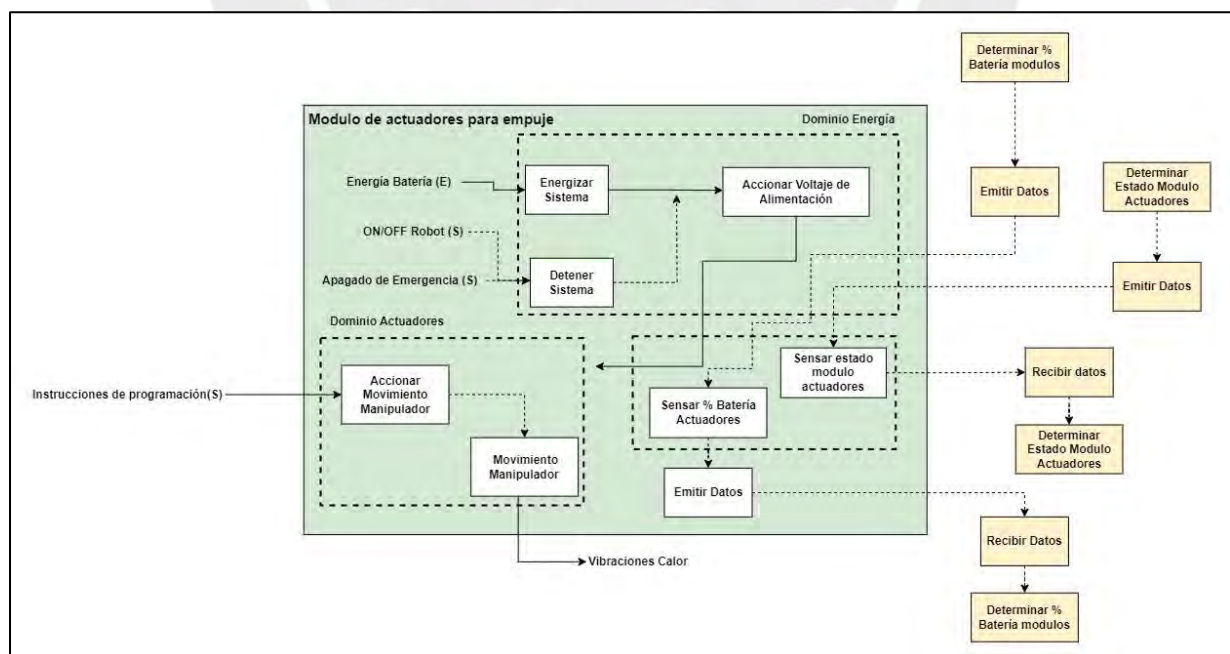 Determinar %
Batería modulos
Modulo de actuadores para empuje
Dominio Energía
Energía Batería (E)
Energizar
Sistema
Accionar Voltaje de
Alimentación
Emitir Datos
Determinar
Estado Modulo
Actuadores
ON/OFF Robot (S)
Apagado de Emergencia (S)
Detener
Sistema
Emitir Datos
Dominio Actuadores
Sensar estado
modulo
actuadores
Recibir datos
Instrucciones de programación(S)
Accionar
Movimiento
Manipulador
Sensar % Batería
Actuadores
Determinar
Estado Modulo
Actuadores
Movimiento
Manipulador
Emitir Datos
Recibir Datos
Vibraciones Calor
Determinar %
Batería modulos